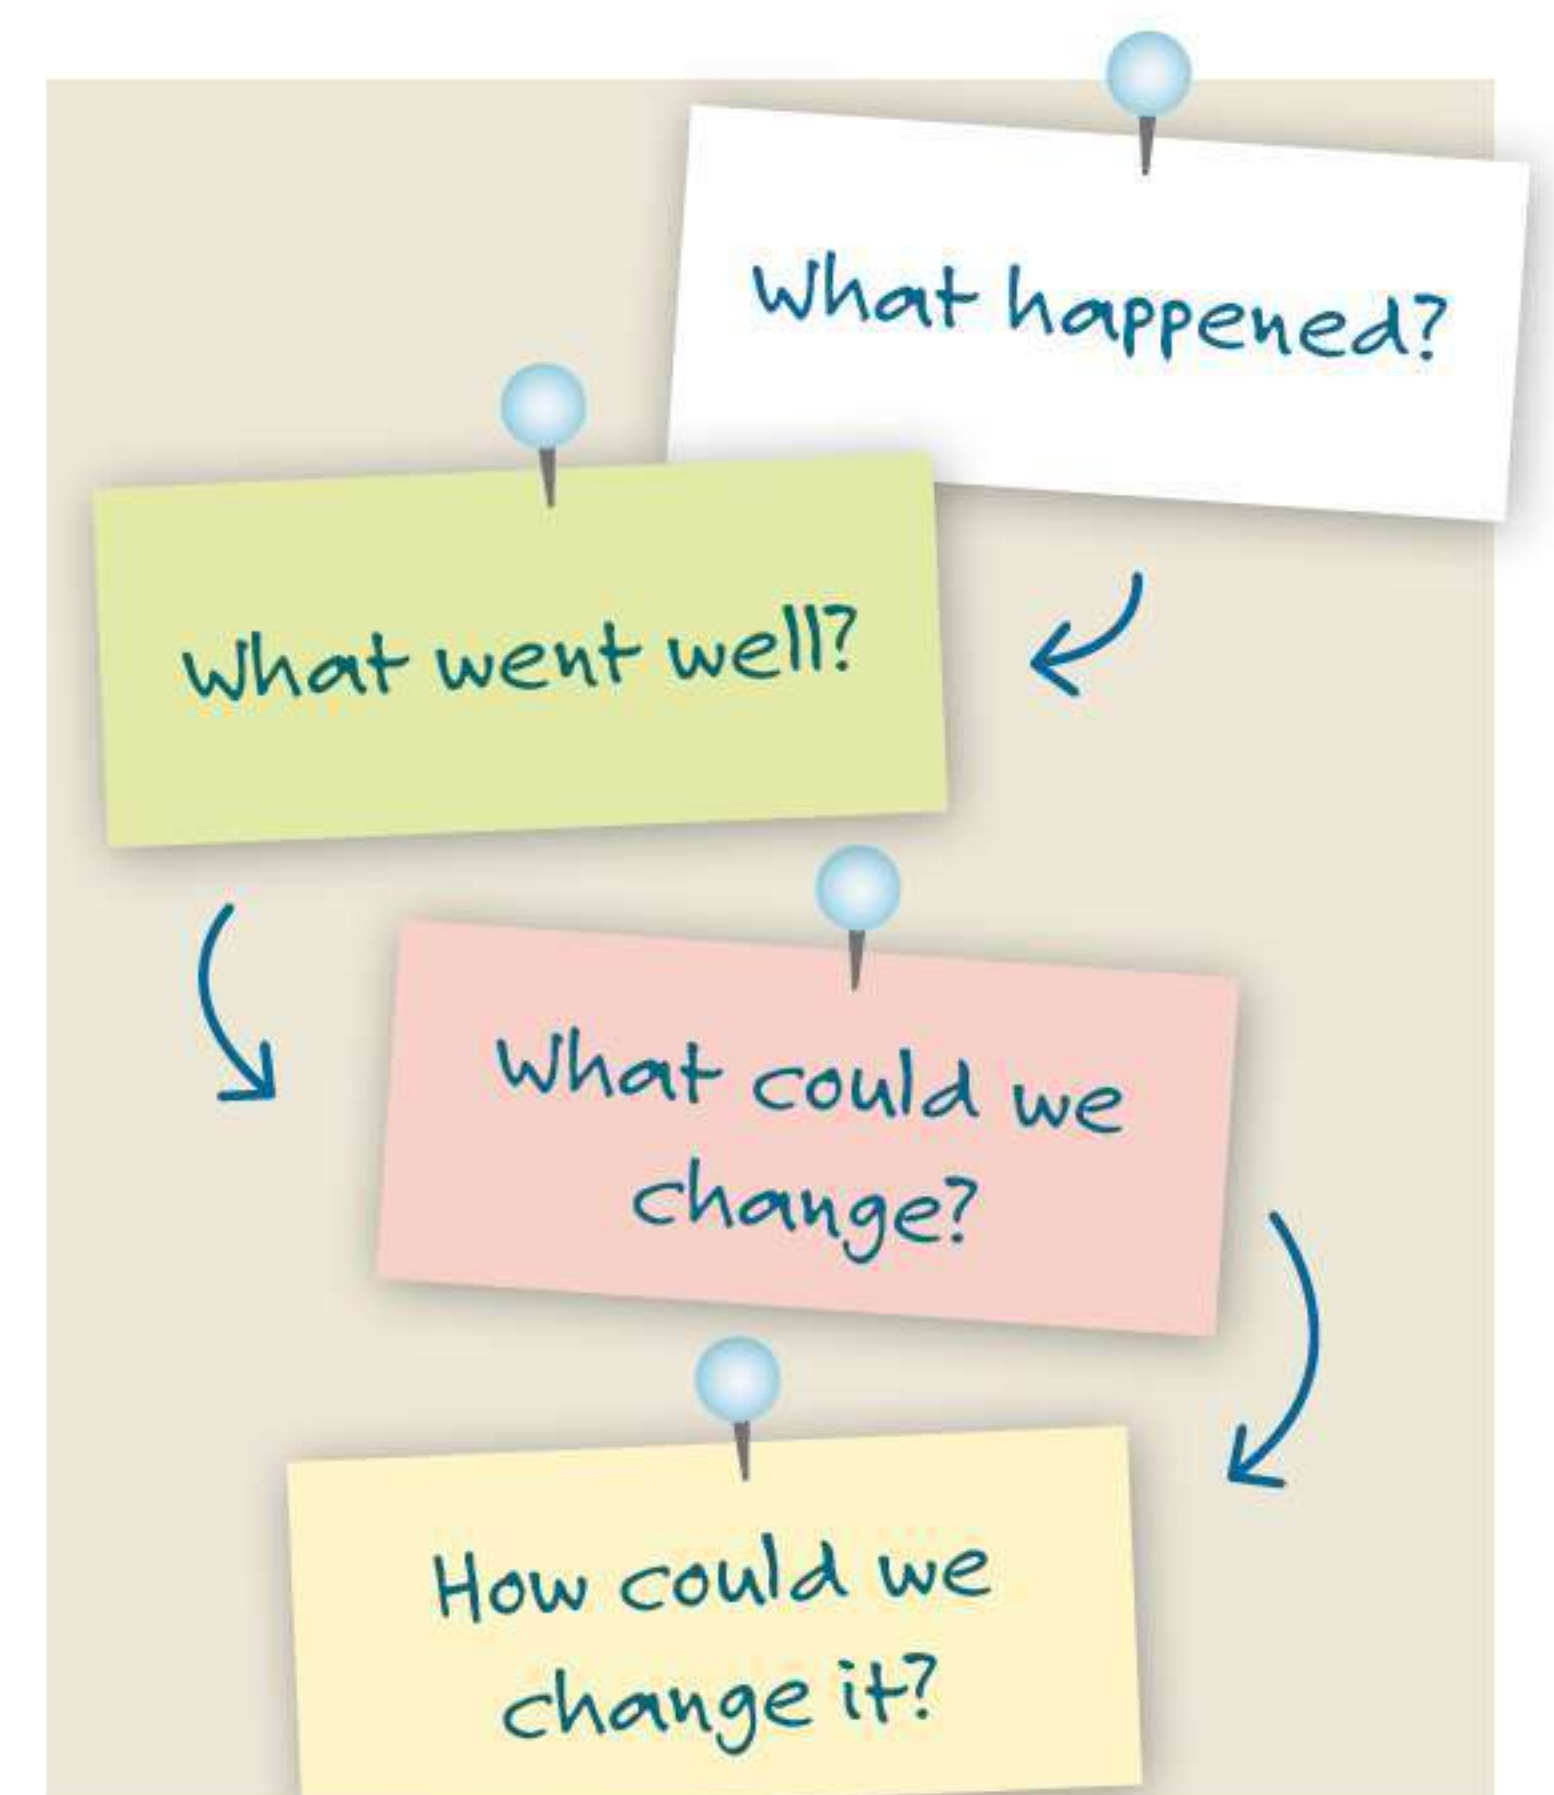 What happened?
What went well?
What could we
change?
How could we
change it?